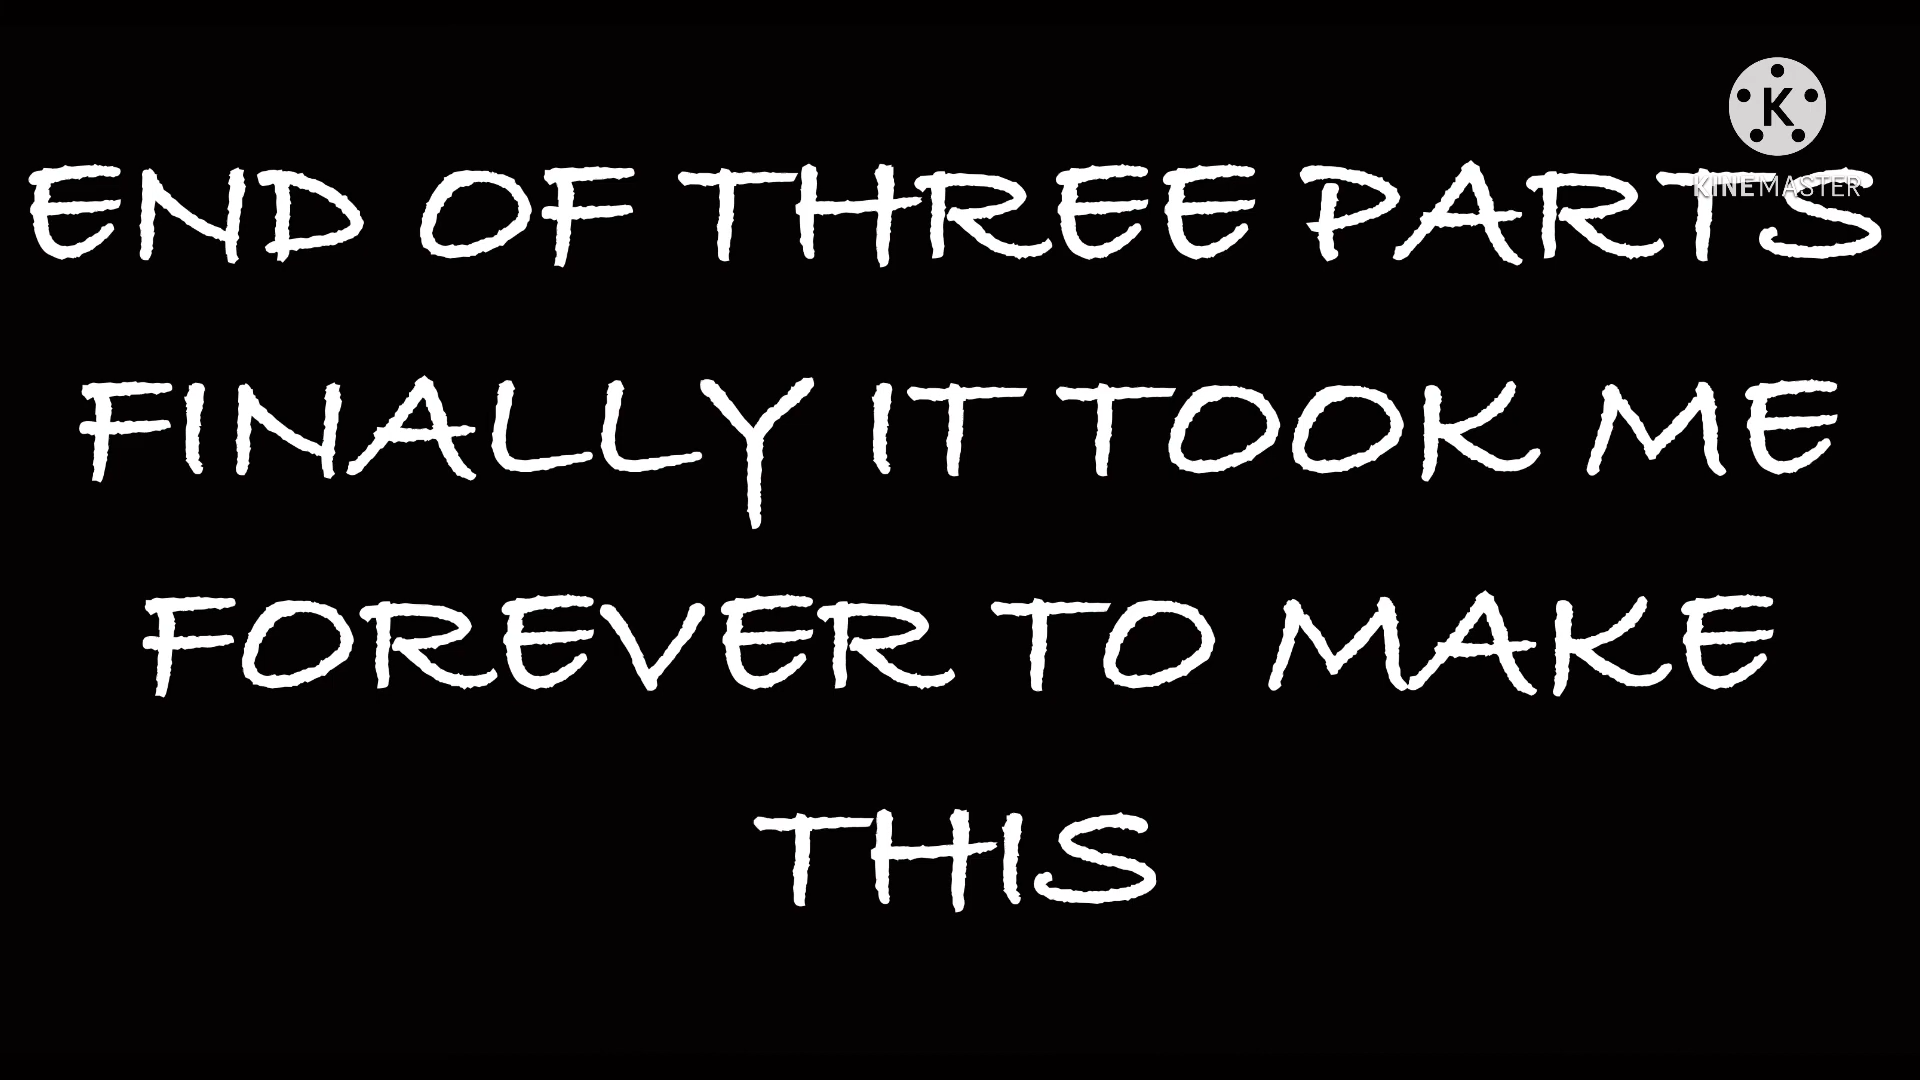 K
KINEMASTER
END OF THREE PARTS
FINALLY IT TOOK ME
FOREVER TO MAKE
THIS